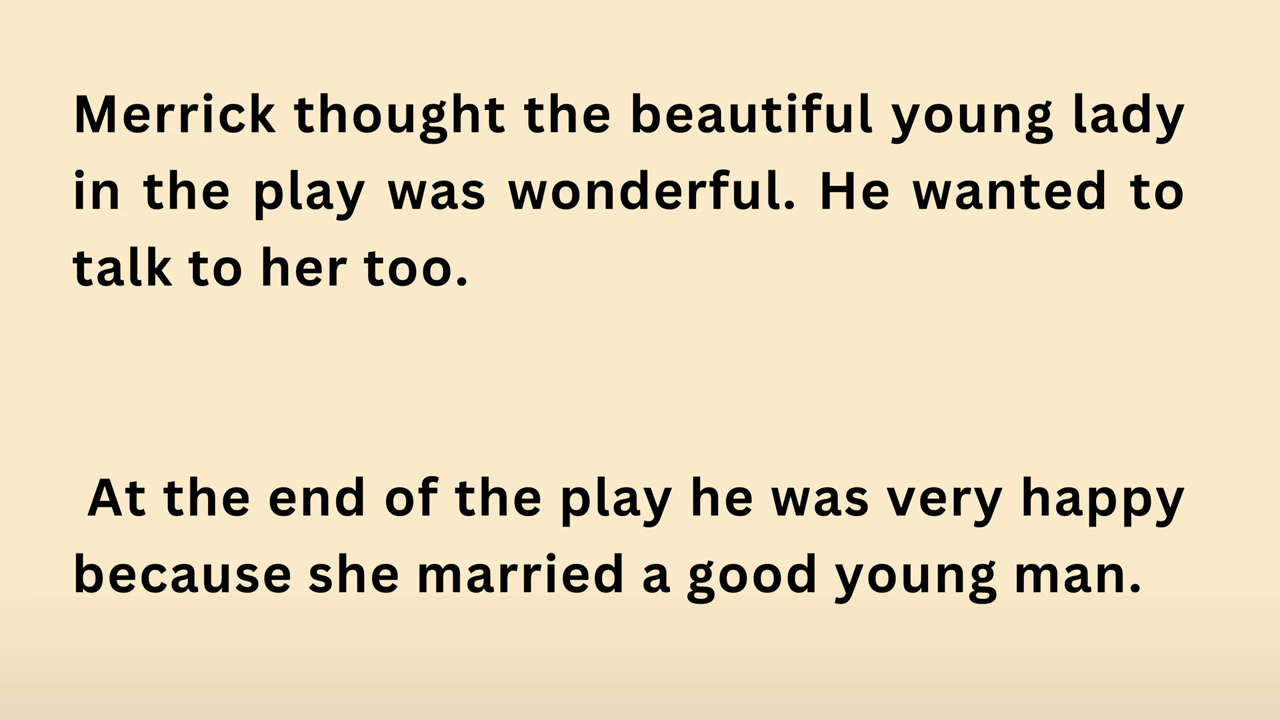 Merrick thought the beautiful young lady
in the play was wonderful. He wanted to
talk to her too.
At the end of the play he was very happy
because she married a good young man.